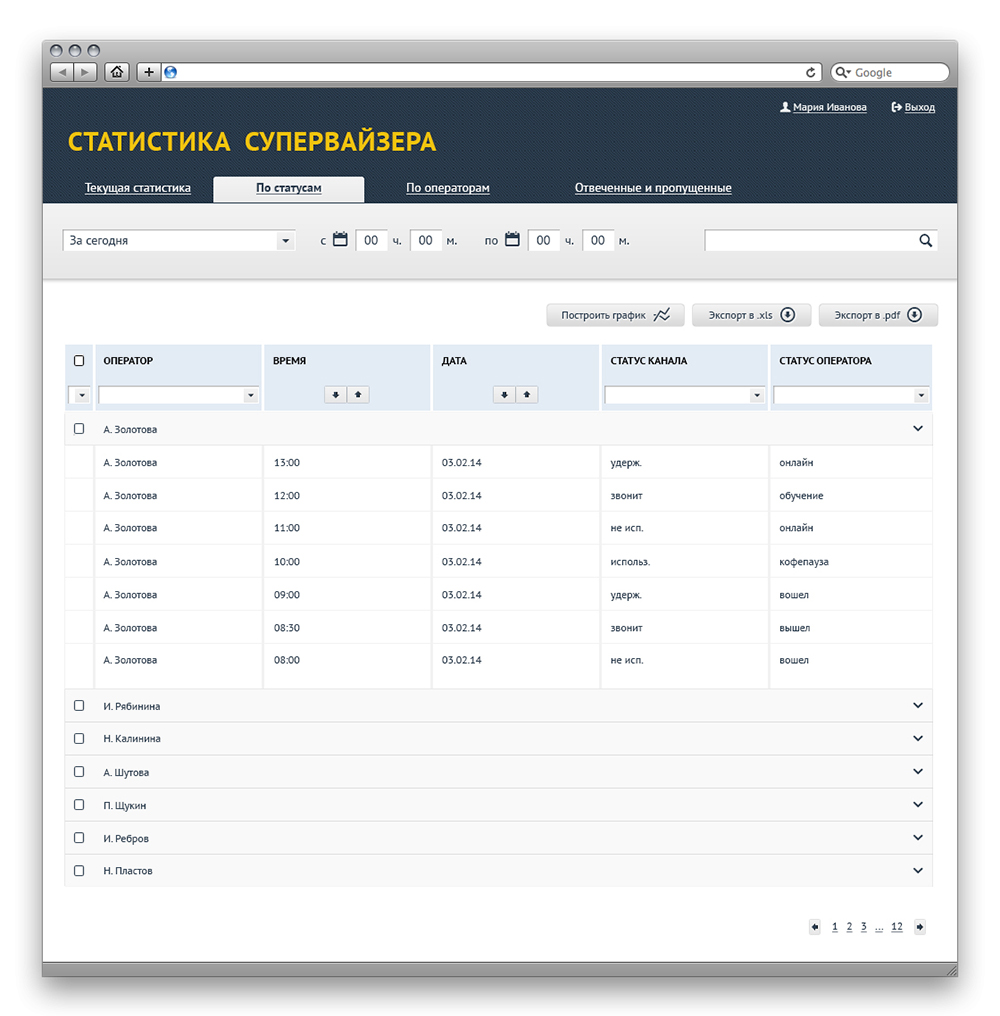 Google
Мария Иванова Выход
СТАТИСТИКА СУПЕРВАЙЗЕРА
Текущая статистика По статусам По операторам Отвеченные и пропущенные
За сегодня с 00 ч. 00 м. по 00 ч. 00 м.
Построить график Экспорт в .xls Экспорт в .pdf
ОПЕРАТОР ВРЕМЯ ДАТА СТАТУС КАНАЛА СТАТУС ОПЕРАТОРА
А. Золотова
А. Золотова 13:00 03.02.14 удерж. онлайн
А. Золотова 12:00 03.02.14 звонит обучение
А. Золотова 11:00 03.02.14 не исп. онлайн
А. Золотова 10:00 03.02.14 использ. кофепауза
А. Золотова 09:00 03.02.14 удерж. вошел
А. Золотова 08:30 03.02.14 звонит вышел
А. Золотова 08:00 03.02.14 не исп. вошел
И. Рябинина
Н. Калинина
А. Шутова
П. Щукин
И. Ребров
Н. Пластов
1 2 3 ... 12